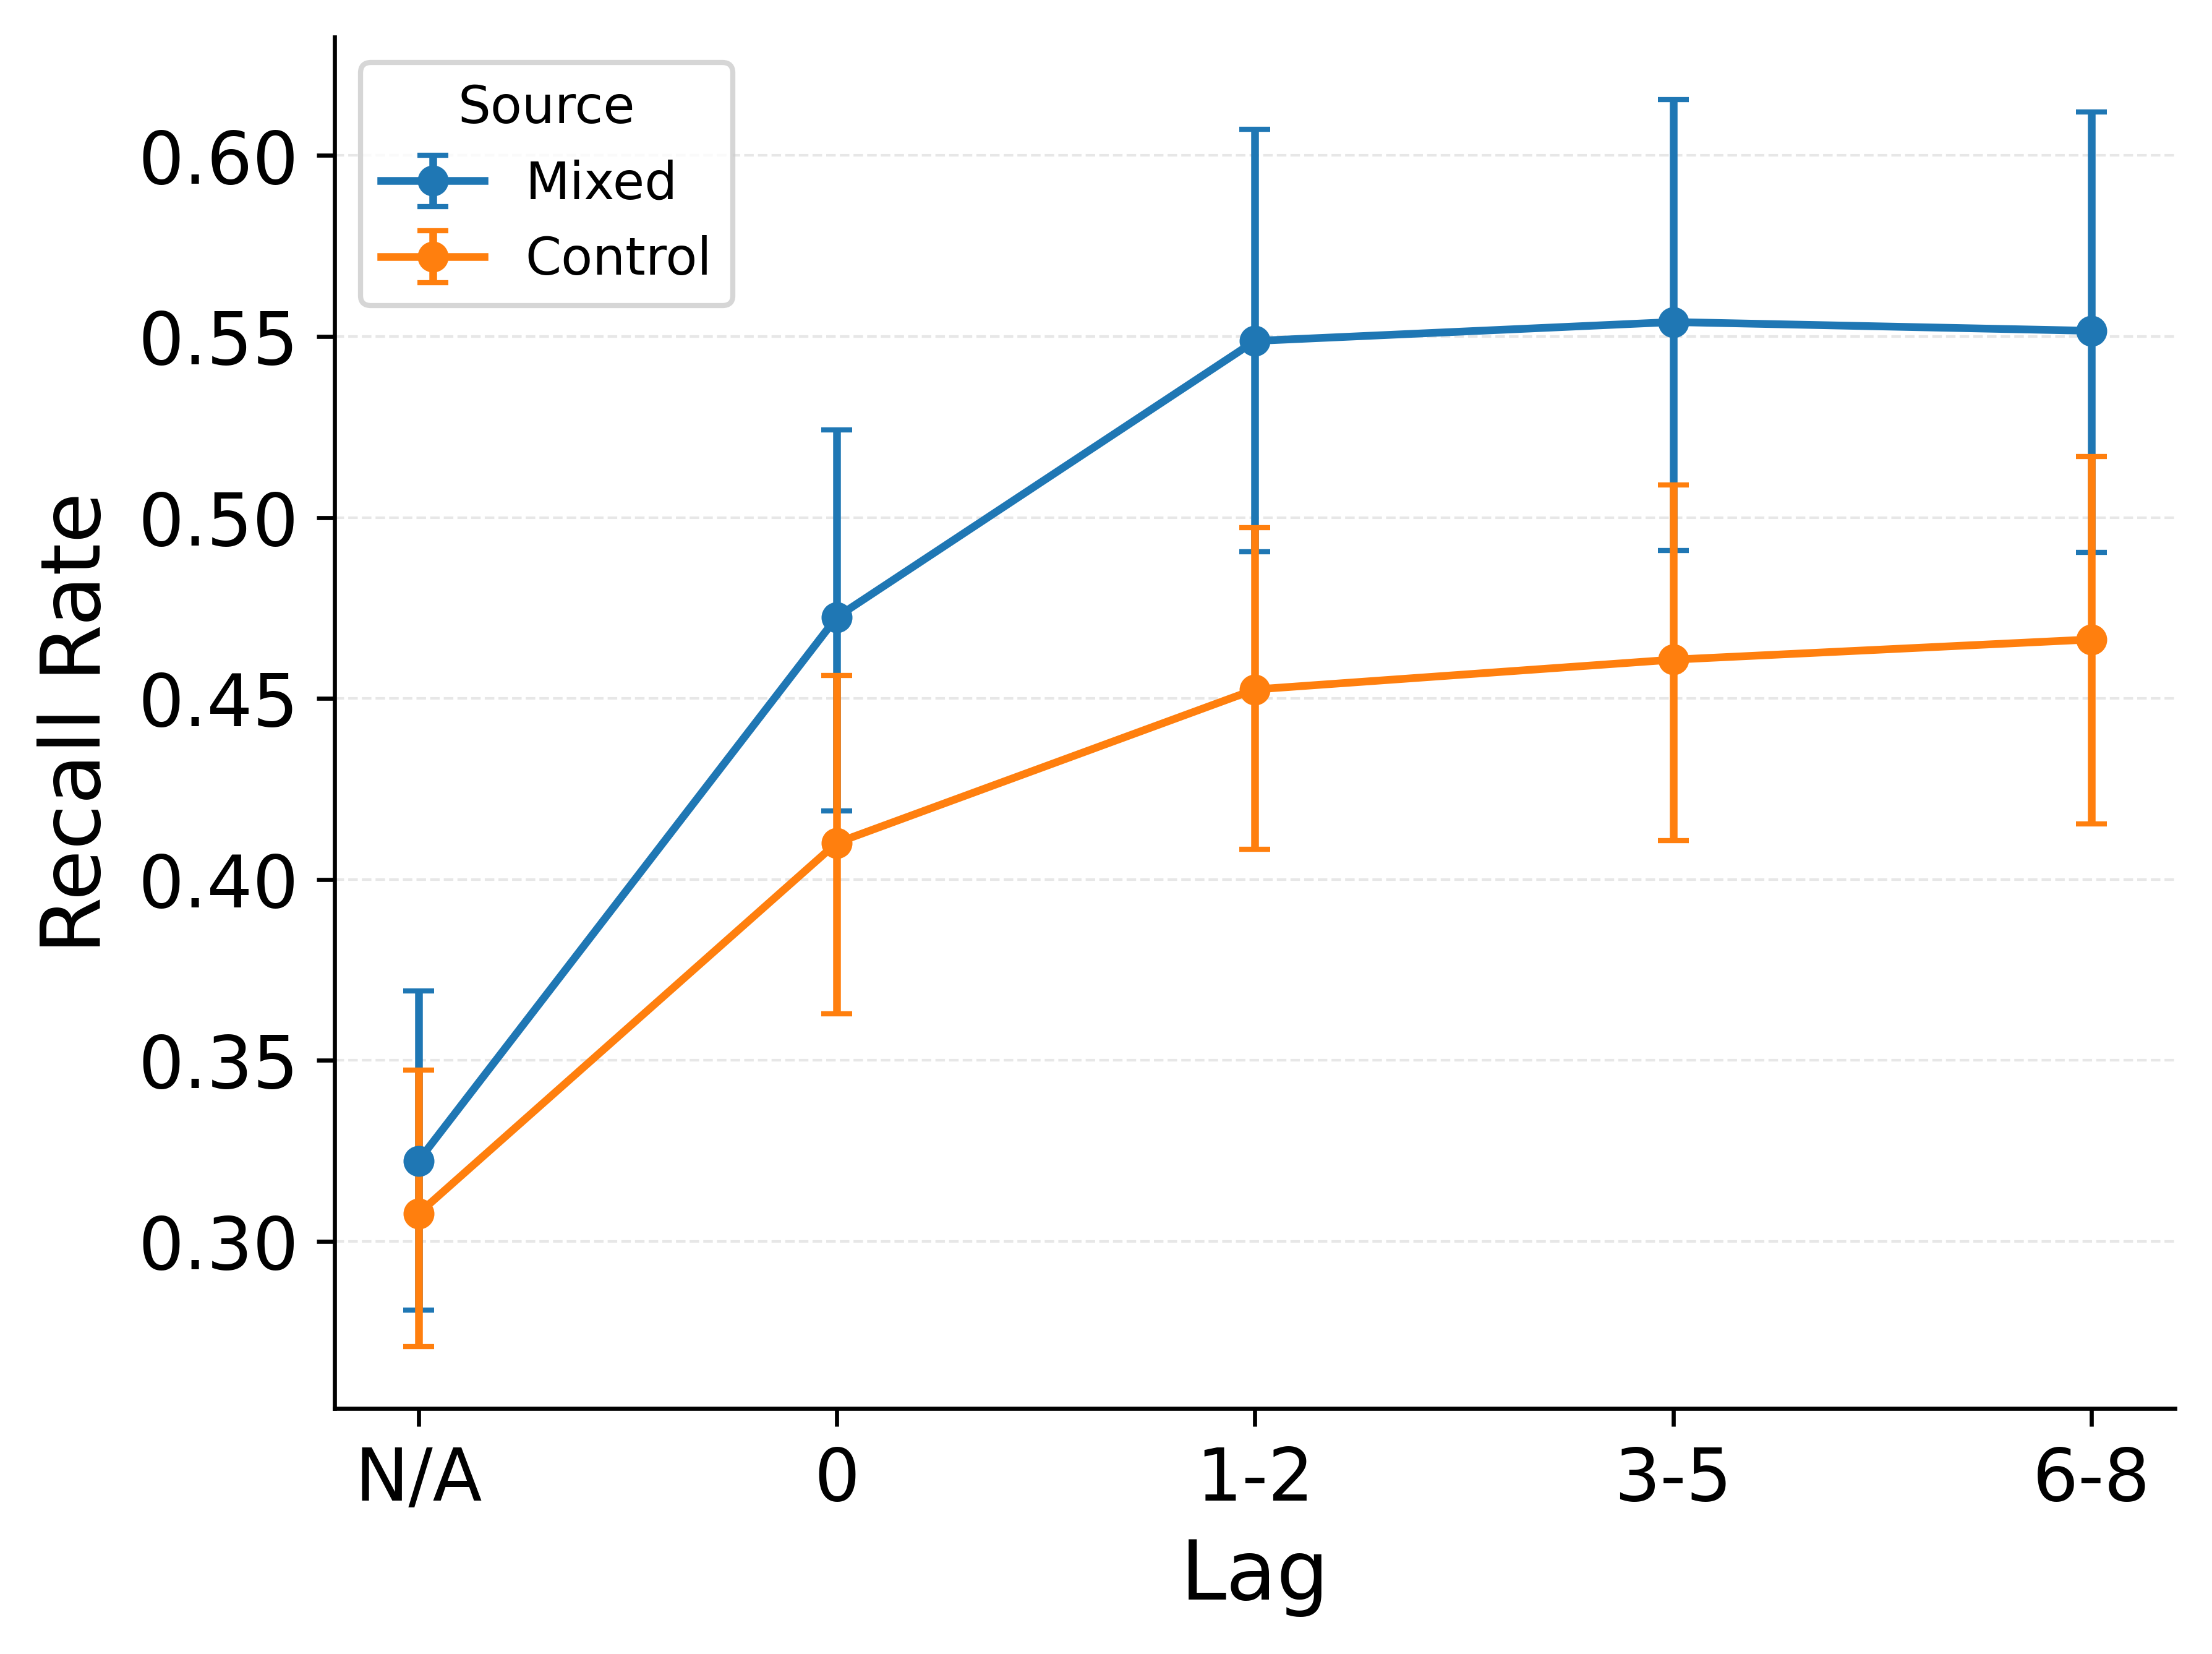 Source
Mixed
Control
0.60
0.55
0.50
0.45
0.40
0.35
0.30
Recall Rate
N/A 0 1-2 3-5 6-8
Lag